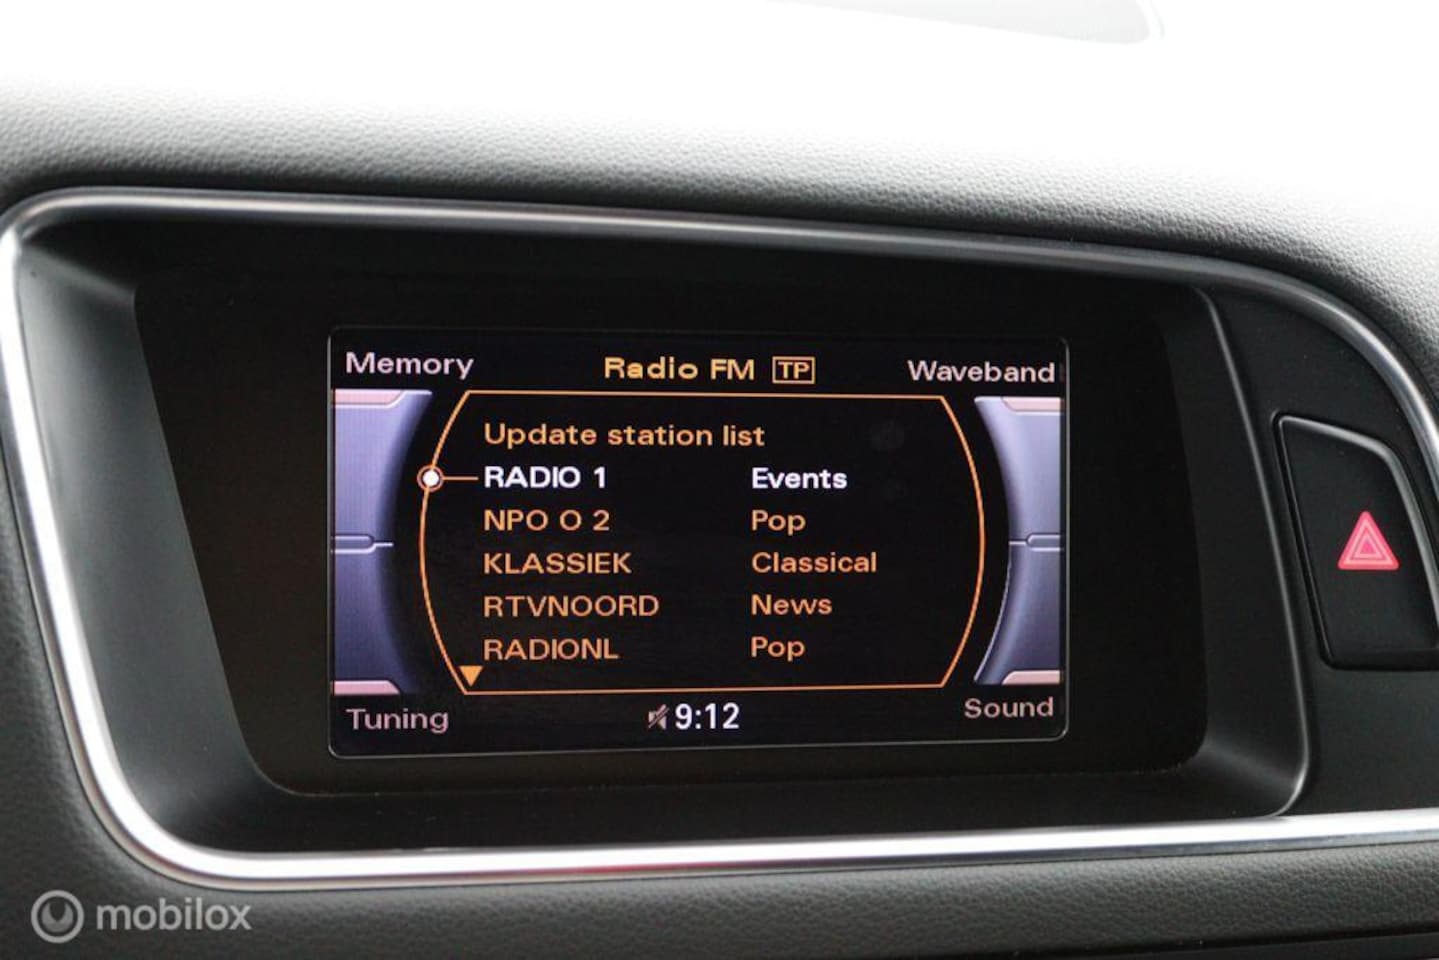 Memory Radio FM TP Waveband
Update station list
RADIO 1 Events
NPO O 2 Pop
KLASSIEK Classical
RTVNOORD News
RADIONL Pop
Tuning 9:12 Sound
mobilox